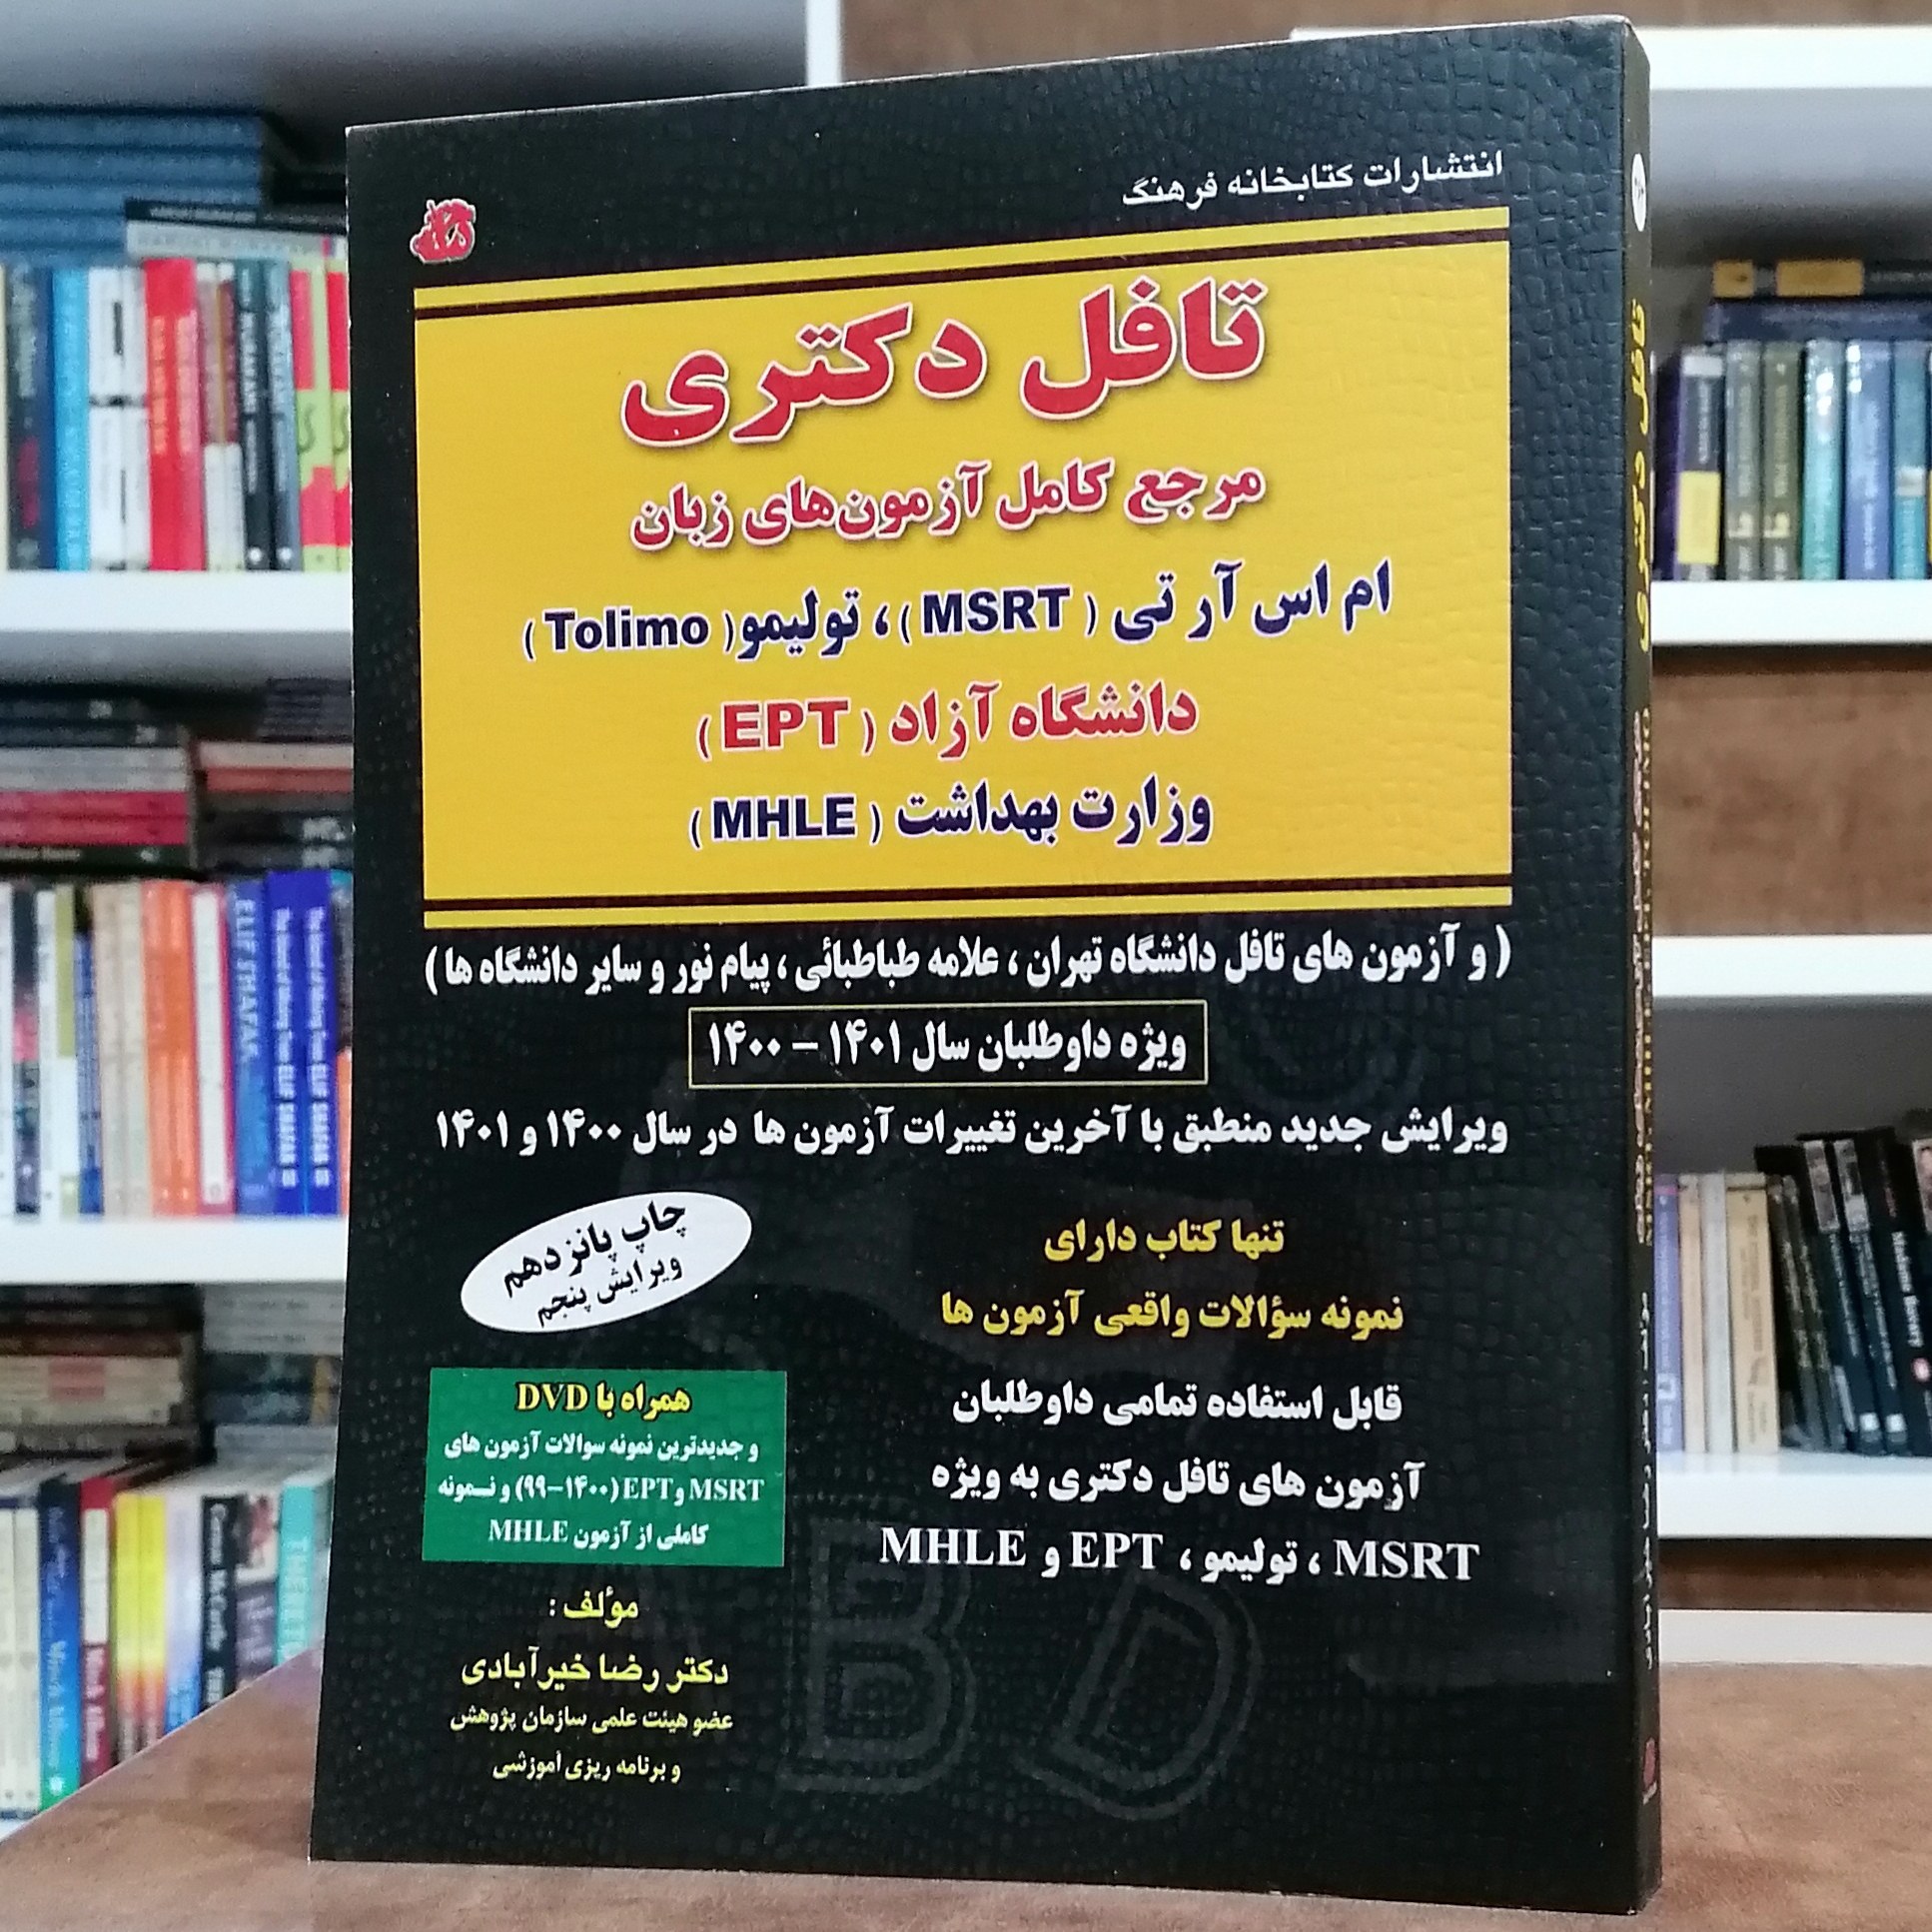 انتشارات کتابخانه فرهنگ
تافل دکتری
مرجع کامل آزمون‌های زبان
ام اس آر تی (MSRT)، تولیمو (Tolimo)
دانشگاه آزاد (EPT)
وزارت بهداشت (MHLE)
(و آزمون های تافل دانشگاه تهران، علامه طباطبائی، پیام نور و سایر دانشگاه ها)
ویژه داوطلبان سال ۱۴۰۱ – ۱۴۰۰
ویرایش جدید منطبق با آخرین تغییرات آزمون ها در سال ۱۴۰۰ و ۱۴۰۱
تنها کتاب دارای
نمونه سؤالات واقعی آزمون ها
قابل استفاده تمامی داوطلبان
آزمون های تافل دکتری به ویژه
MSRT، تولیمو، EPT و MHLE
چاپ پانزدهم
ویرایش پنجم
همراه با DVD
و جدیدترین نمونه سوالات آزمون های
MSRT و EPT (۱۴۰۰-۹۹) و نمونه
کاملی از آزمون MHLE
مؤلف:
دکتر رضا خیرآبادی
عضو هیئت علمی سازمان پژوهش
و برنامه ریزی آموزشی
تافل دکتری
ELIF SHAFAK